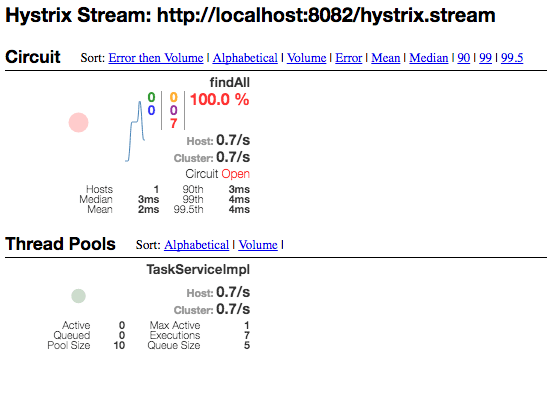 Hystrix Stream: http://localhost:8082/hystrix.stream
Circuit Sort: Error then Volume | Alphabetical | Volume | Error | Mean | Median | 90 | 99 | 99.5
findAll
0 0 100.0 %
0 0
7
Host: 0.7/s
Cluster: 0.7/s
Circuit Open
Hosts 1 90th 3ms
Median 3ms 99th 4ms
Mean 2ms 99.5th 4ms
Thread Pools Sort: Alphabetical | Volume |
TaskServiceImpl
Host: 0.7/s
Cluster: 0.7/s
Active 0 Max Active 1
Queued 0 Executions 7
Pool Size 10 Queue Size 5